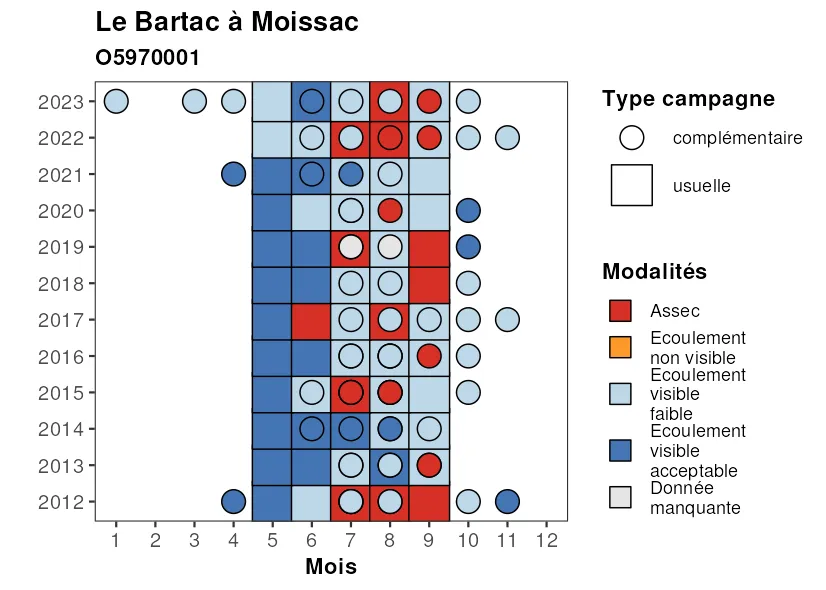 Le Bartac à Moissac
O5970001
2023
2022
2021
2020
2019
2018
2017
2016
2015
2014
2013
2012
1 2 3 4 5 6 7 8 9 10 11 12
Mois
Type campagne
complémentaire
usuelle
Modalités
Assec
Ecoulement
non visible
Ecoulement
visible
faible
Ecoulement
visible
acceptable
Donnée
manquante